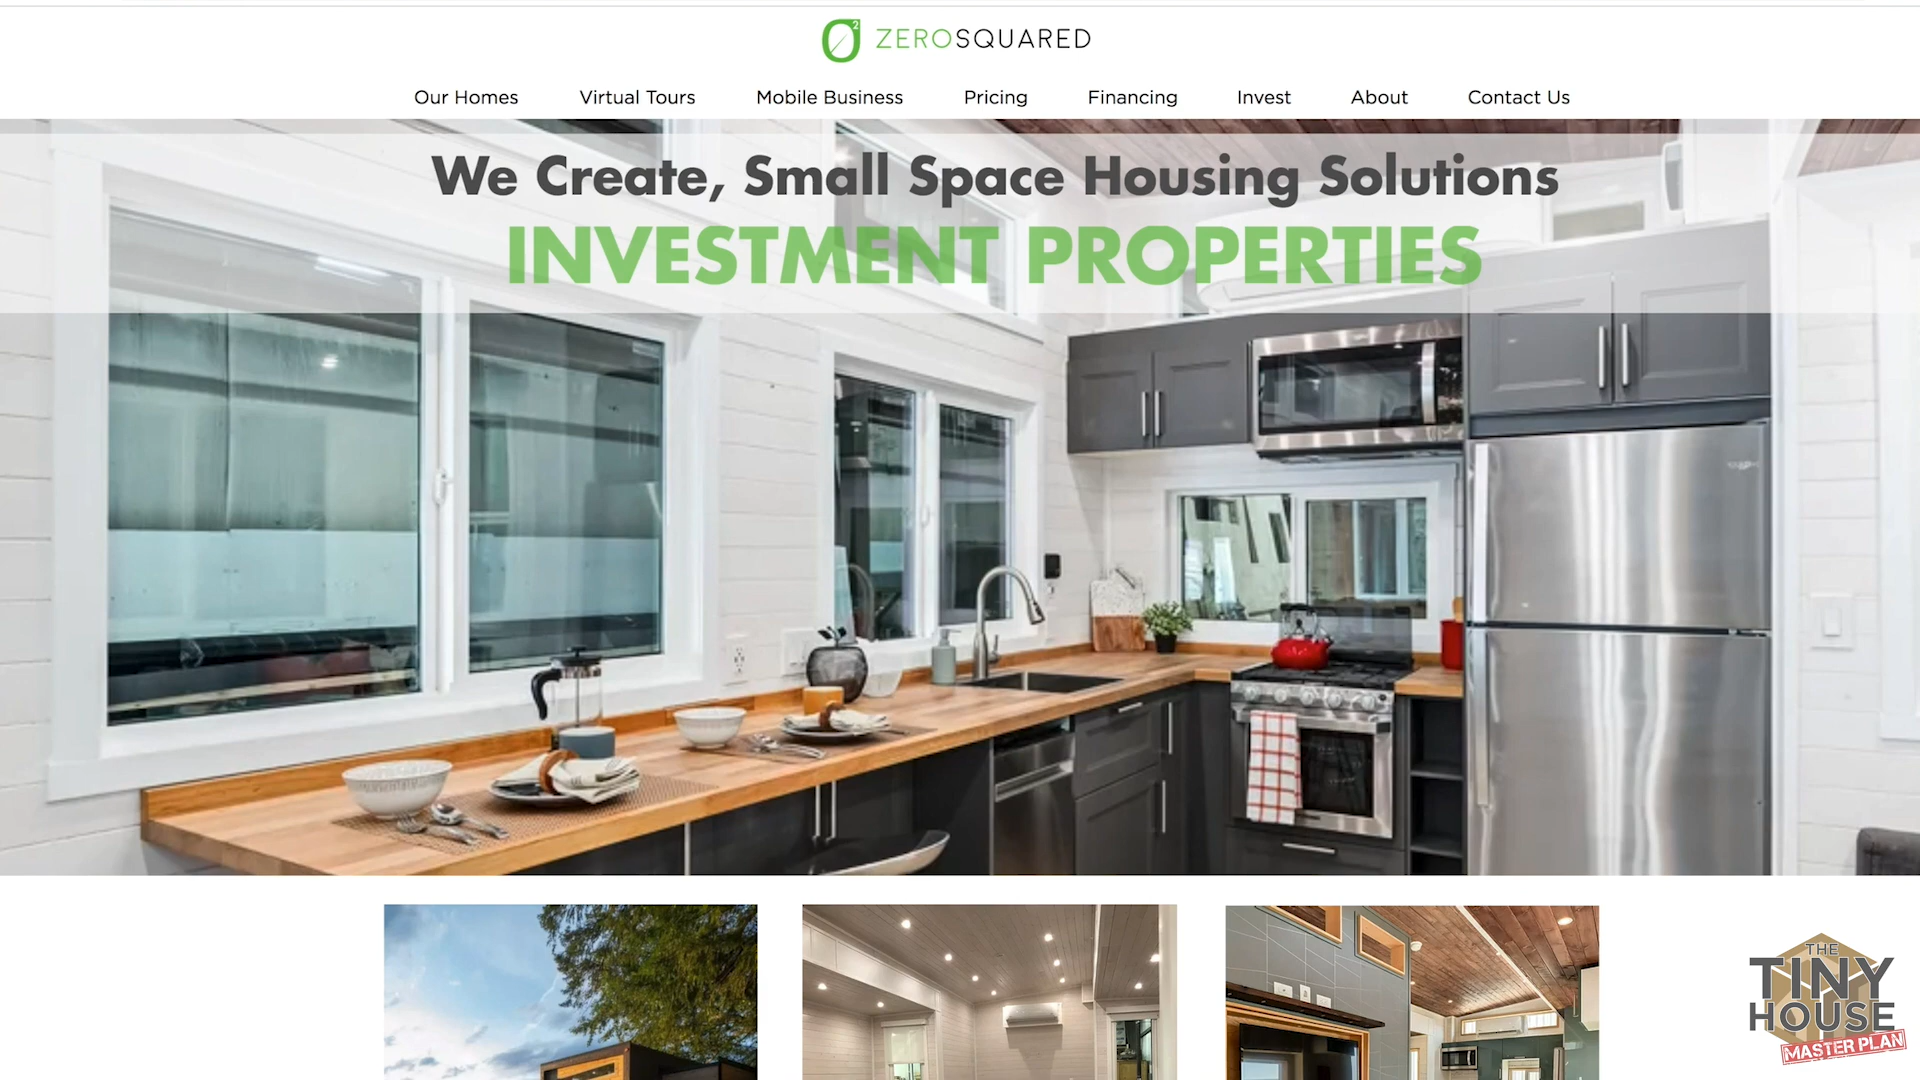 2
ZEROSQUARED
Our Homes Virtual Tours Mobile Business Pricing Financing Invest About Contact Us
We Create, Small Space Housing Solutions
INVESTMENT PROPERTIES
THE
TINY
HOUSE
MASTER PLAN